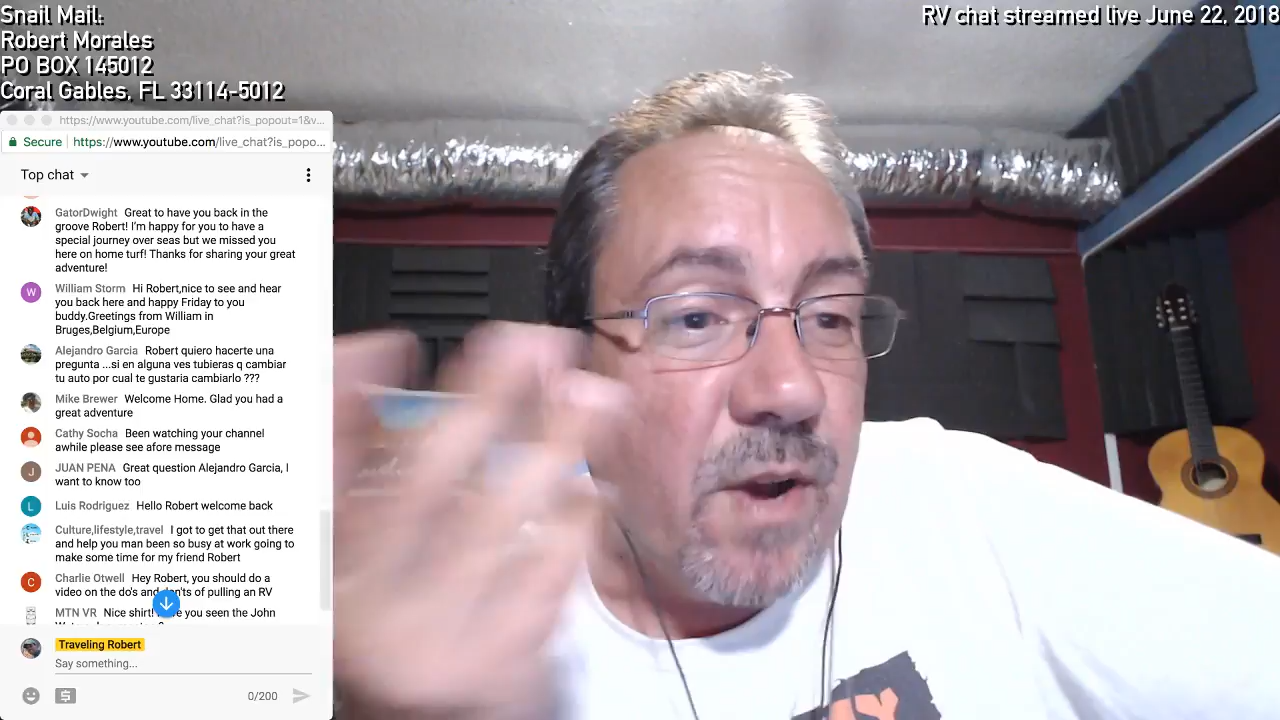 Snail Mail:
Robert Morales
PO BOX 145012
Coral Gables, FL 33114-5012
RV chat streamed live June 22, 2018
https://www.youtube.com/live_chat?is_popout=1&v...
Secure https://www.youtube.com/live_chat?is_popo...
Top chat
GatorDwight Great to have you back in the
groove Robert! I'm happy for you to have a
special journey over seas but we missed you
here on home turf! Thanks for sharing your great
adventure!
William Storm Hi Robert,nice to see and hear
you back here and happy Friday to you
buddy.Greetings from William in
Bruges,Belgium,Europe
Alejandro Garcia Robert quiero hacerte una
pregunta ...si en alguna ves tubieras q cambiar
tu auto por cual te gustaria cambiarlo ???
Mike Brewer Welcome Home. Glad you had a
great adventure
Cathy Socha Been watching your channel
awhile please see afore message
JUAN PENA Great question Alejandro Garcia, I
want to know too
Luis Rodriguez Hello Robert welcome back
Culture,lifestyle,travel I got to get that out there
and help you man been so busy at work going to
make some time for my friend Robert
Charlie Otwell Hey Robert, you should do a
video on the do's and don'ts of pulling an RV
MTN VR Nice shirt! you seen the John
Traveling Robert
Say something...
0/200
W
J
L
C